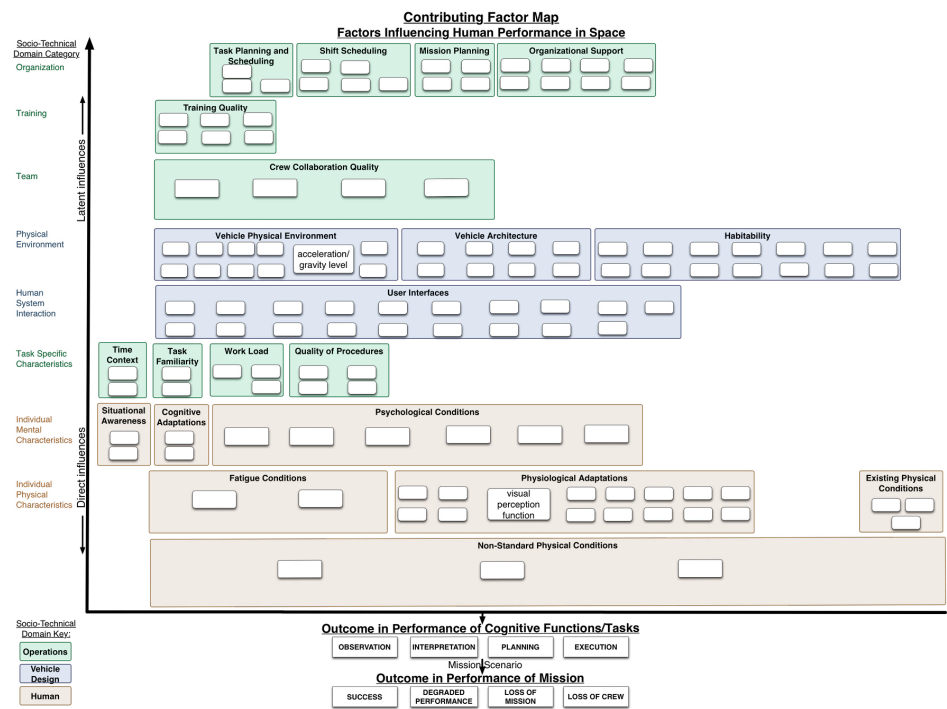 Contributing Factor Map
Factors Influencing Human Performance in Space
Socio-Technical
Domain Category
Organization
Task Planning and
Scheduling
Shift Scheduling
Mission Planning
Organizational Support
Training
Training Quality
Latent influences
Team
Crew Collaboration Quality
Physical
Environment
Vehicle Physical Environment
acceleration/
gravity level
Vehicle Architecture
Habitability
Human
System
Interaction
User Interfaces
Task Specific
Characteristics
Time
Context
Task
Familiarity
Work Load
Quality of Procedures
Individual
Mental
Characteristics
Situational
Awareness
Cognitive
Adaptations
Psychological Conditions
Direct influences
Individual
Physical
Characteristics
Fatigue Conditions
Physiological Adaptations
visual
perception
function
Existing Physical
Conditions
Non-Standard Physical Conditions
Socio-Technical
Domain Key:
Operations
Vehicle
Design
Human
Outcome in Performance of Cognitive Functions/Tasks
OBSERVATION
INTERPRETATION
PLANNING
EXECUTION
Mission Scenario
Outcome in Performance of Mission
SUCCESS
DEGRADED
PERFORMANCE
LOSS OF
MISSION
LOSS OF CREW